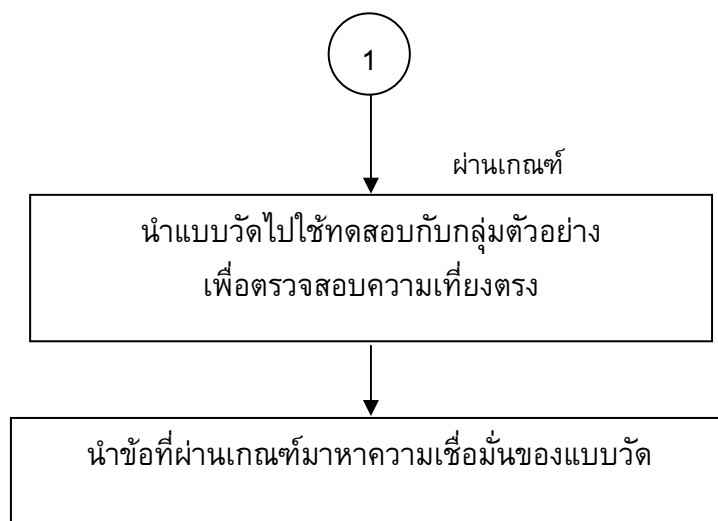 1
ผ่านเกณฑ์
นำแบบวัดไปใช้ทดสอบกับกลุ่มตัวอย่าง
เพื่อตรวจสอบความเที่ยงตรง
นำข้อที่ผ่านเกณฑ์มาหาความเชื่อมั่นของแบบวัด